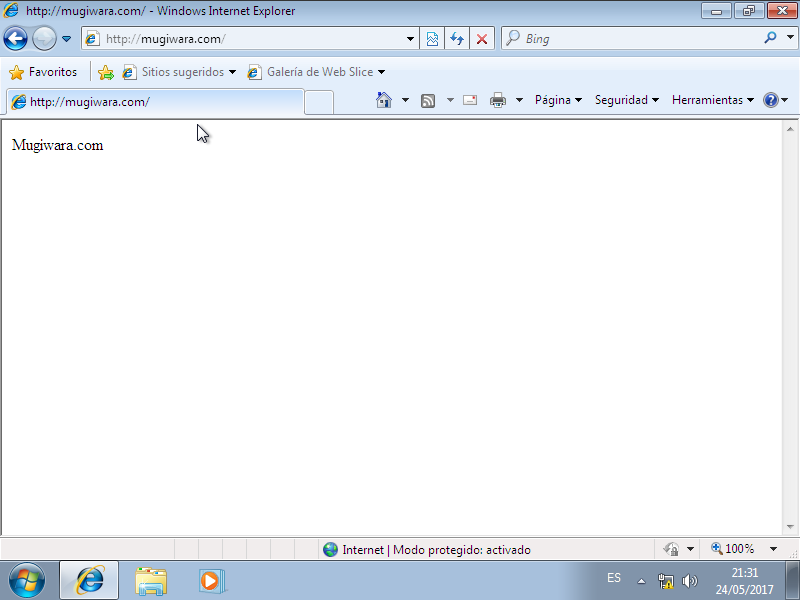 http://mugiwara.com/ - Windows Internet Explorer
http://mugiwara.com/
Bing
Favoritos
Sitios sugeridos
Galería de Web Slice
http://mugiwara.com/
Página
Seguridad
Herramientas
Mugiwara.com
Internet | Modo protegido: activado
100%
ES
21:31
24/05/2017